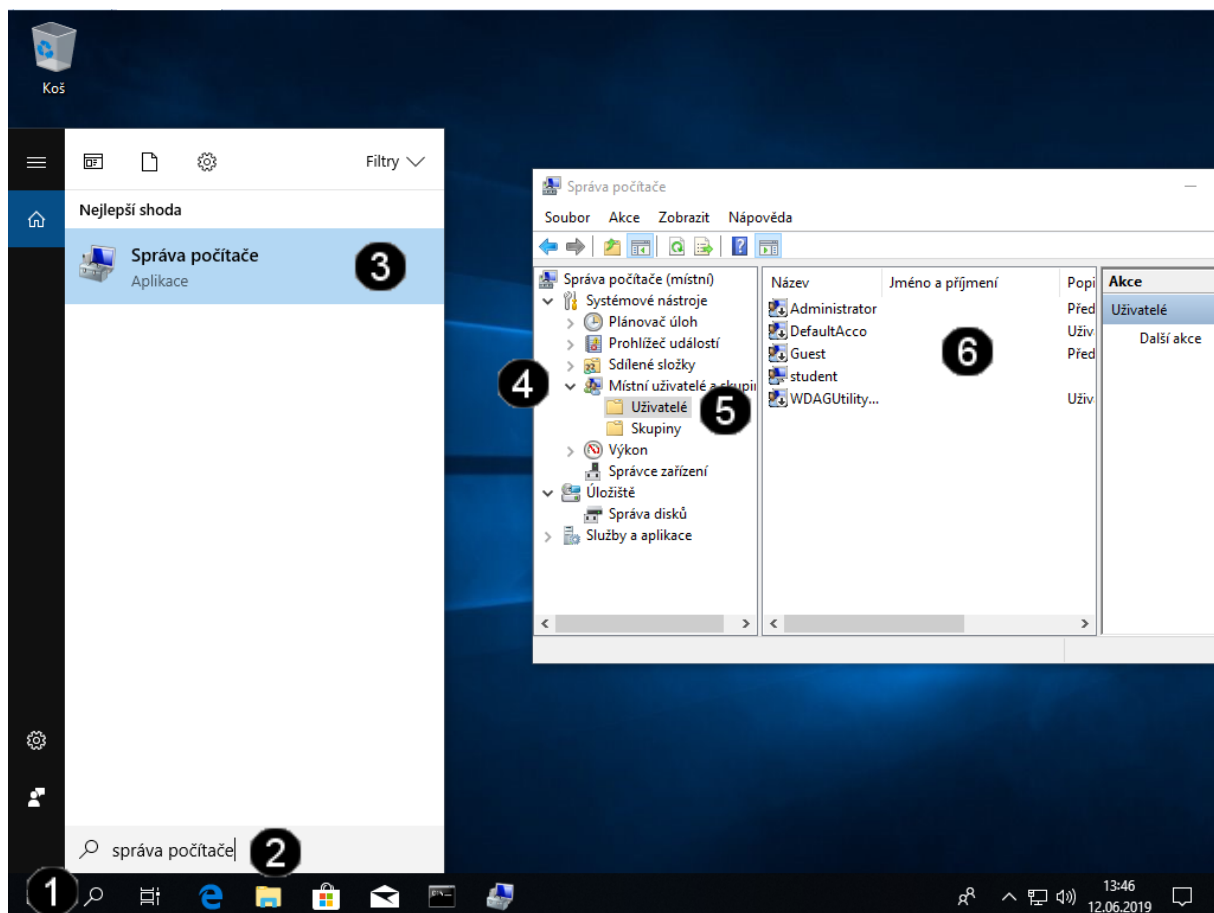 Koš
Filtry
Nejlepší shoda
Správa počítače
Aplikace
3
správa počítače
2
1
Správa počítače
Soubor Akce Zobrazit Nápověda
Správa počítače (místní)
Systémové nástroje
Plánovač úloh
Prohlížeč událostí
Sdílené složky
4
Místní uživatelé a skupin
Uživatelé
5
Skupiny
Výkon
Správce zařízení
Úložiště
Správa disků
Služby a aplikace
Název Jméno a příjmení Popi
Administrator Před
DefaultAcco Uživ
Guest Před
6
student
WDAGUtility... Uživ
Akce
Uživatelé
Další akce
13:46
12.06.2019